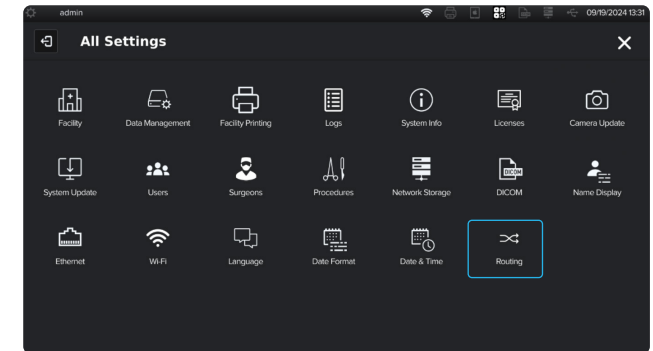 admin
09/19/2024 13:31
All Settings
Facility
Data Management
Facility Printing
Logs
System Info
Licenses
Camera Update
System Update
Users
Surgeons
Procedures
Network Storage
DICOM
DICOM
Name Display
Ethernet
Wi-Fi
Language
Date Format
Date & Time
Routing